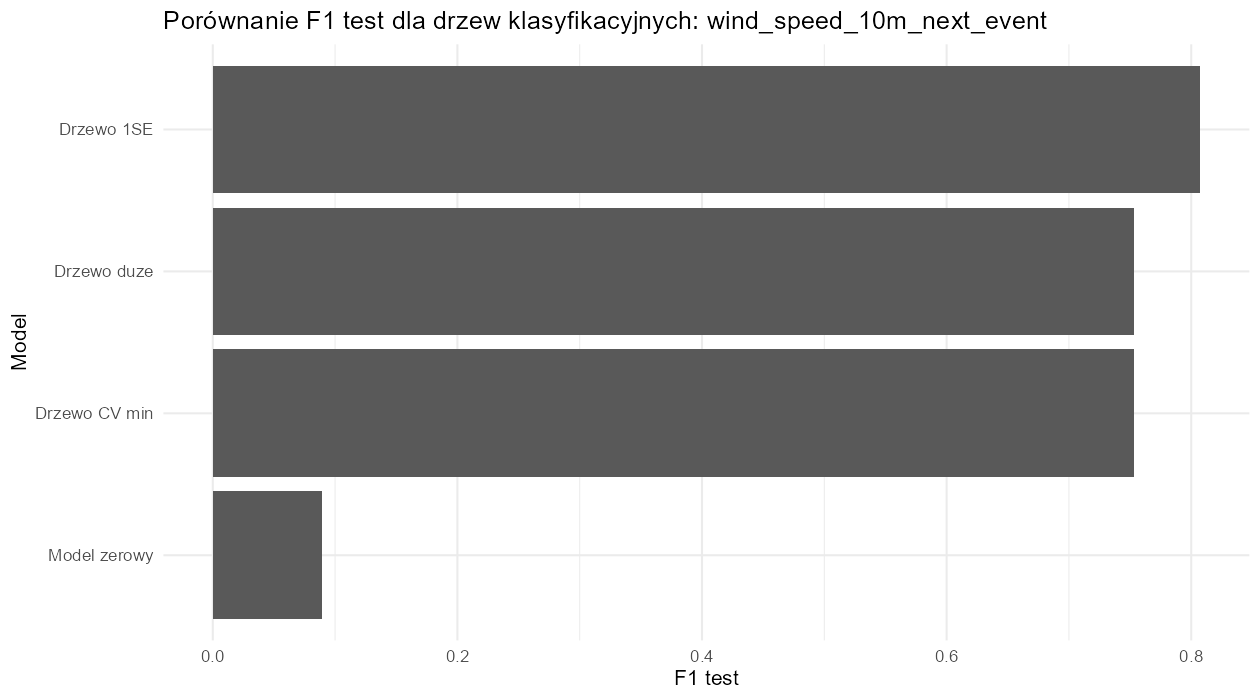 Porównanie F1 test dla drzew klasyfikacyjnych: wind_speed_10m_next_event
Drzewo 1SE
Drzewo duze
Drzewo CV min
Model zerowy
Model
0.0 0.2 0.4 0.6 0.8
F1 test